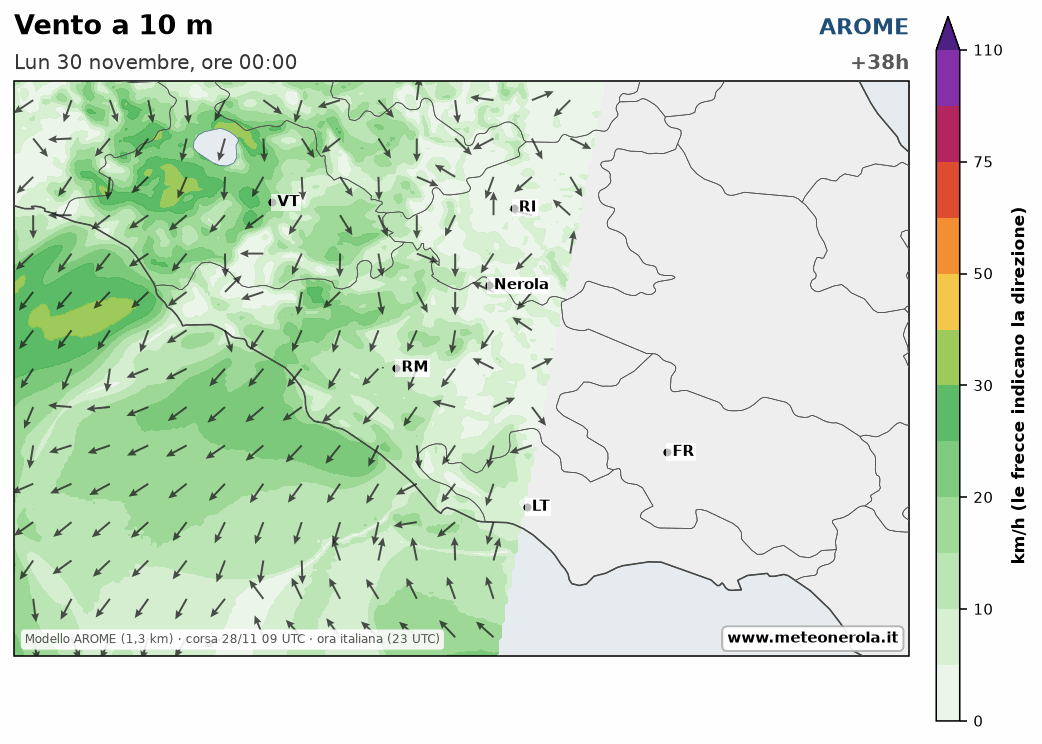 Vento a 10 m
AROME
Lun 30 novembre, ore 00:00
+38h
110
75
50
30
20
10
0
km/h (le frecce indicano la direzione)
VT
RI
Nerola
RM
FR
LT
Modello AROME (1,3 km) · corsa 28/11 09 UTC · ora italiana (23 UTC)
www.meteonerola.it